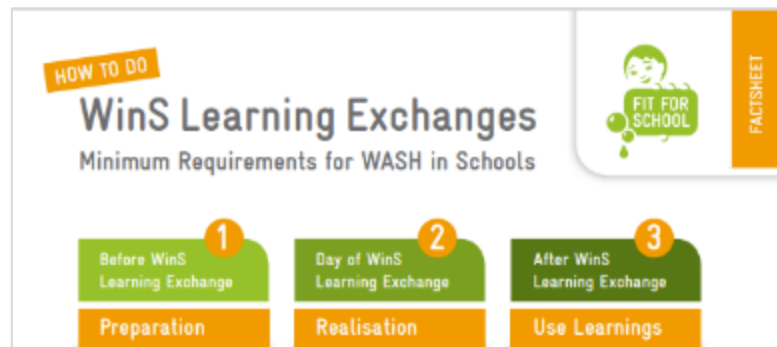 HOW TO DO
WinS Learning Exchanges
Minimum Requirements for WASH in Schools
FIT FOR
SCHOOL
FACTSHEET
1
Before WinS
Learning Exchange
Preparation
2
Day of WinS
Learning Exchange
Realisation
3
After WinS
Learning Exchange
Use Learnings